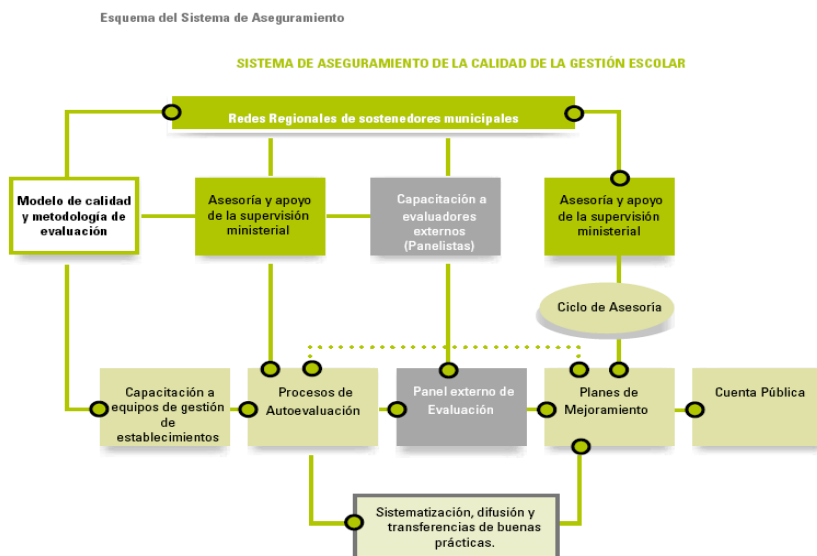 Esquema del Sistema de Aseguramiento
SISTEMA DE ASEGURAMIENTO DE LA CALIDAD DE LA GESTIÓN ESCOLAR
Redes Regionales de sostenedores municipales
Modelo de calidad
y metodología de
evaluación
Asesoría y apoyo
de la supervisión
ministerial
Capacitación a
evaluadores
externos
(Panelistas)
Asesoría y apoyo
de la supervisión
ministerial
Ciclo de Asesoría
Capacitación a
equipos de gestión
de
establecimientos
Procesos de
Autoevaluación
Panel externo de
Evaluación
Planes de
Mejoramiento
Cuenta Pública
Sistematización, difusión y
transferencias de buenas
prácticas.